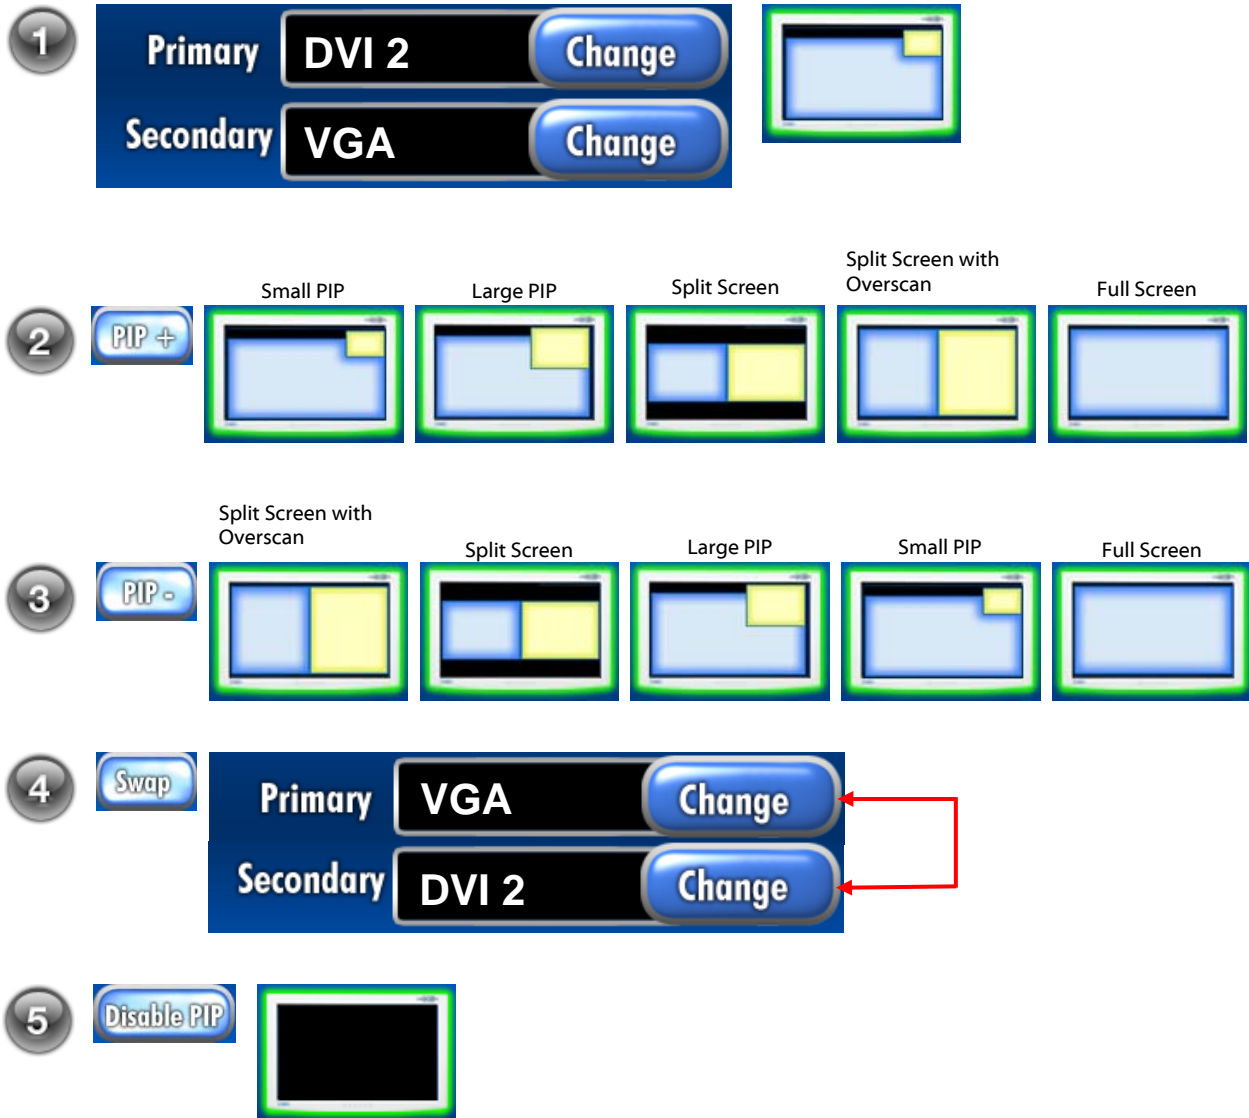 1
Primary DVI 2 Change
Secondary VGA Change
2
PIP +
Small PIP
Large PIP
Split Screen
Split Screen with
Overscan
Full Screen
3
PIP -
Split Screen with
Overscan
Split Screen
Large PIP
Small PIP
Full Screen
4
Swap
Primary VGA Change
Secondary DVI 2 Change
5
Disable PIP